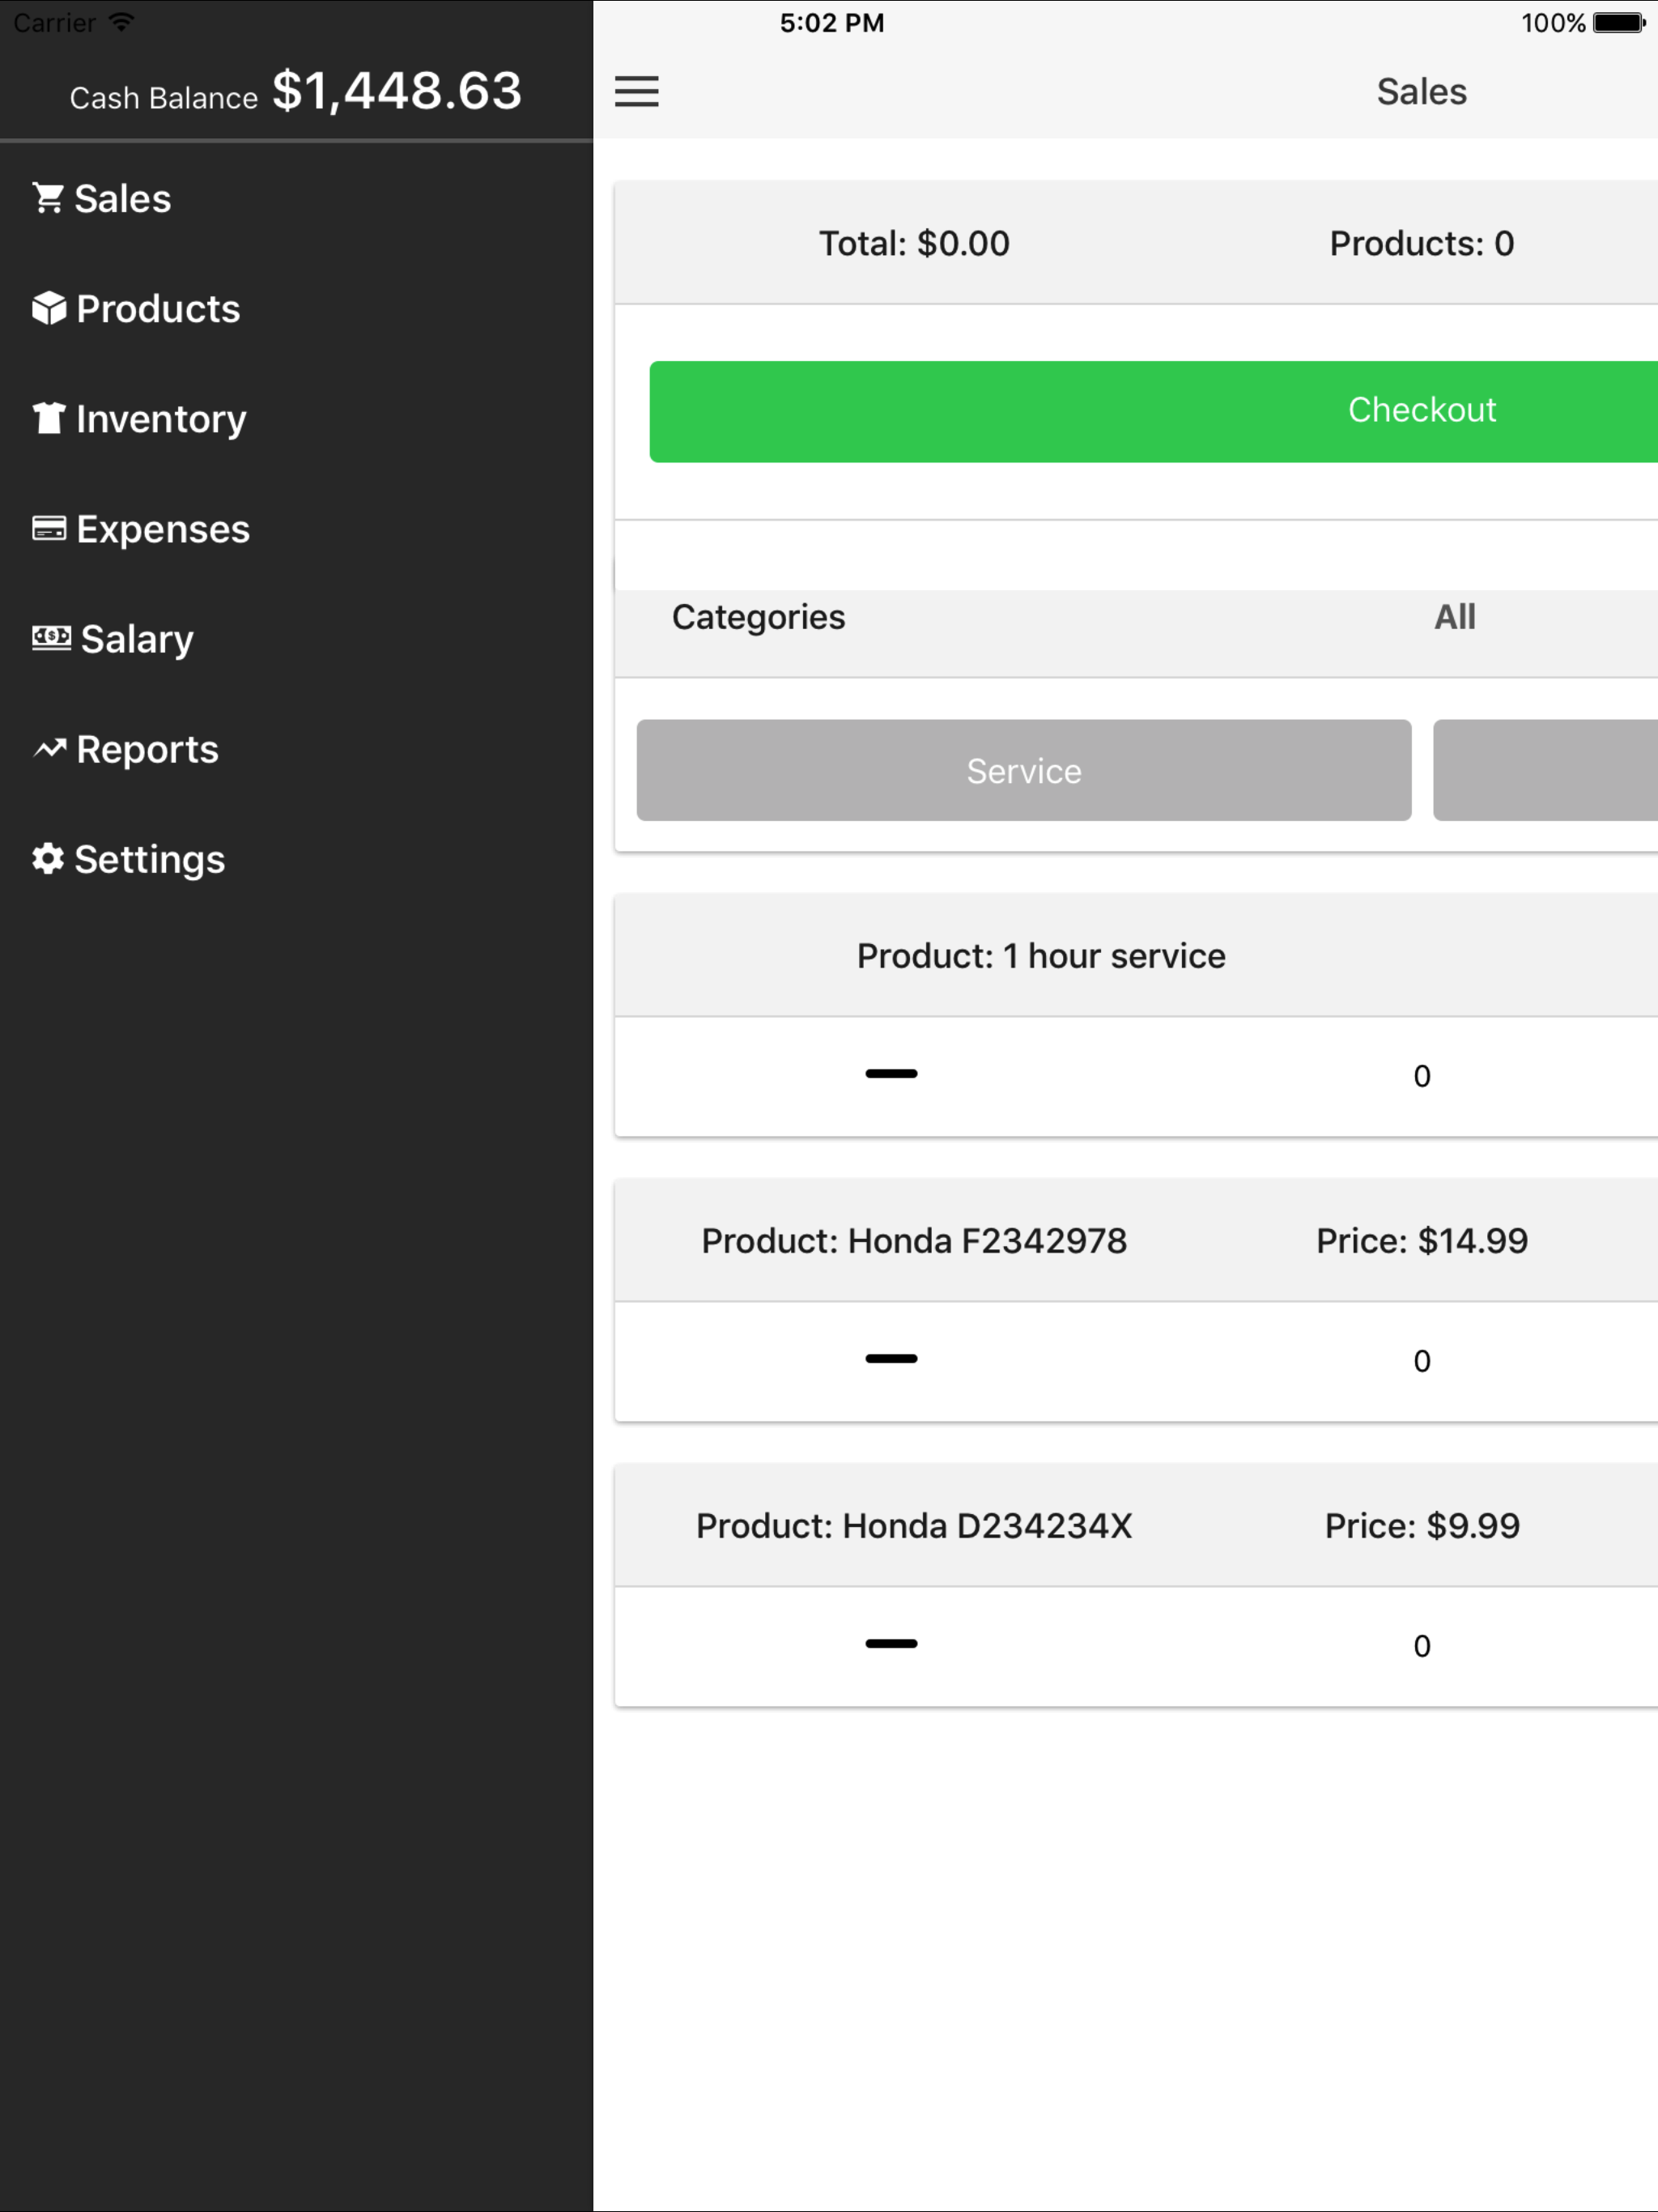 Carrier
5:02 PM
100%
Cash Balance $1,448.63
Sales
Products
Inventory
Expenses
Salary
Reports
Settings
Sales
Total: $0.00
Products: 0
Checkout
Categories
All
Service
Product: 1 hour service
0
Product: Honda F2342978
Price: $14.99
0
Product: Honda D234234X
Price: $9.99
0